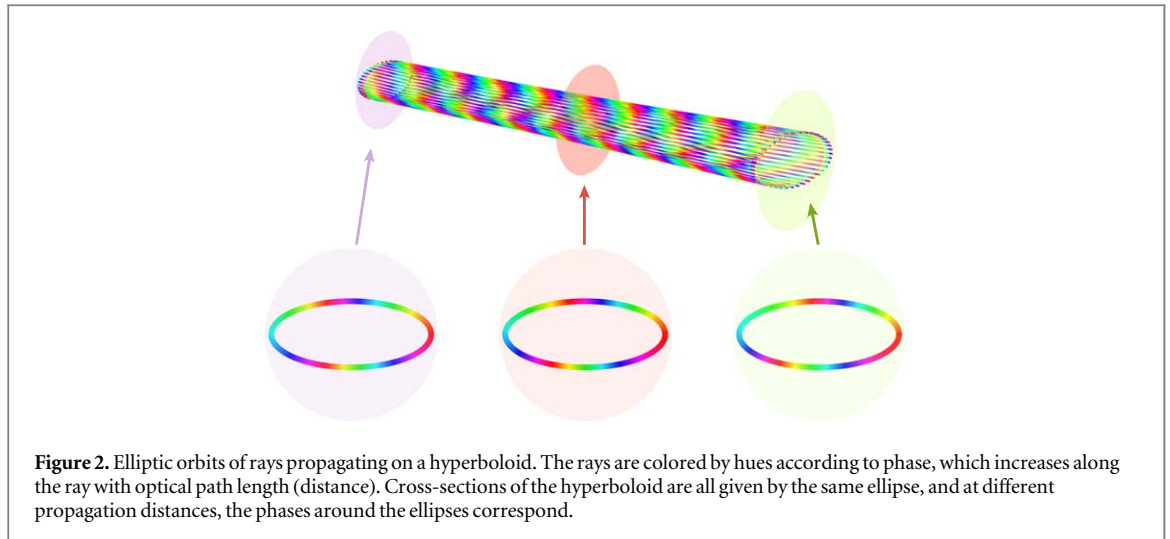 Figure 2. Elliptic orbits of rays propagating on a hyperboloid. The rays are colored by hues according to phase, which increases along
the ray with optical path length (distance). Cross-sections of the hyperboloid are all given by the same ellipse, and at different
propagation distances, the phases around the ellipses correspond.